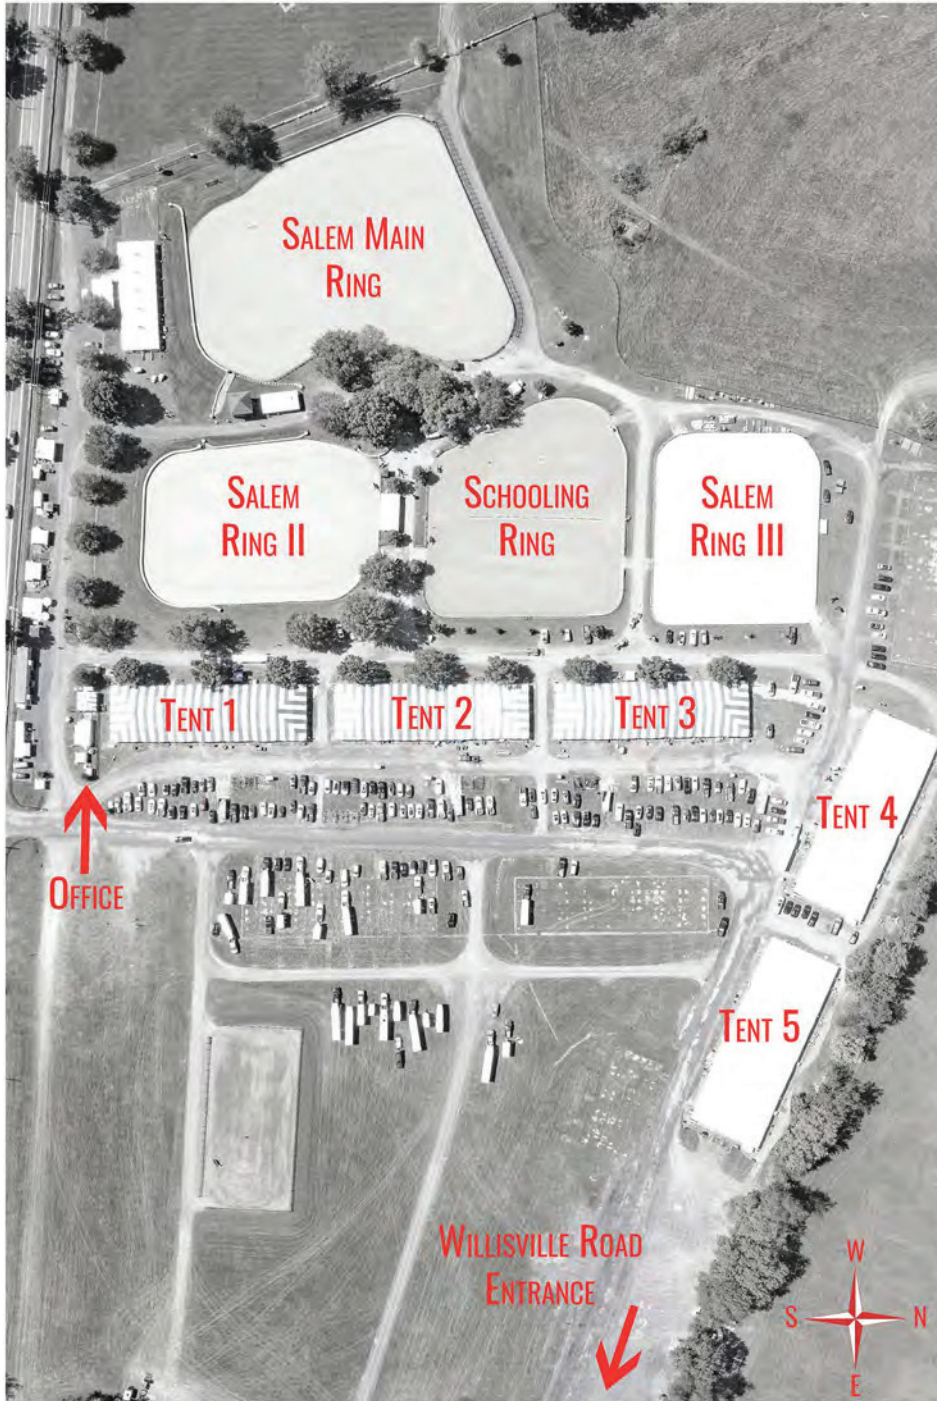 Salem Main
Ring
Salem
Ring II
Schooling
Ring
Salem
Ring III
Tent 1
Tent 2
Tent 3
Tent 4
Office
Tent 5
Willisville Road
Entrance
W
S
N
E